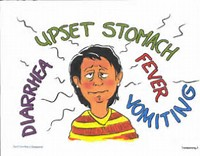 DIARRHEA
UPSET STOMACH
FEVER
VOMITING